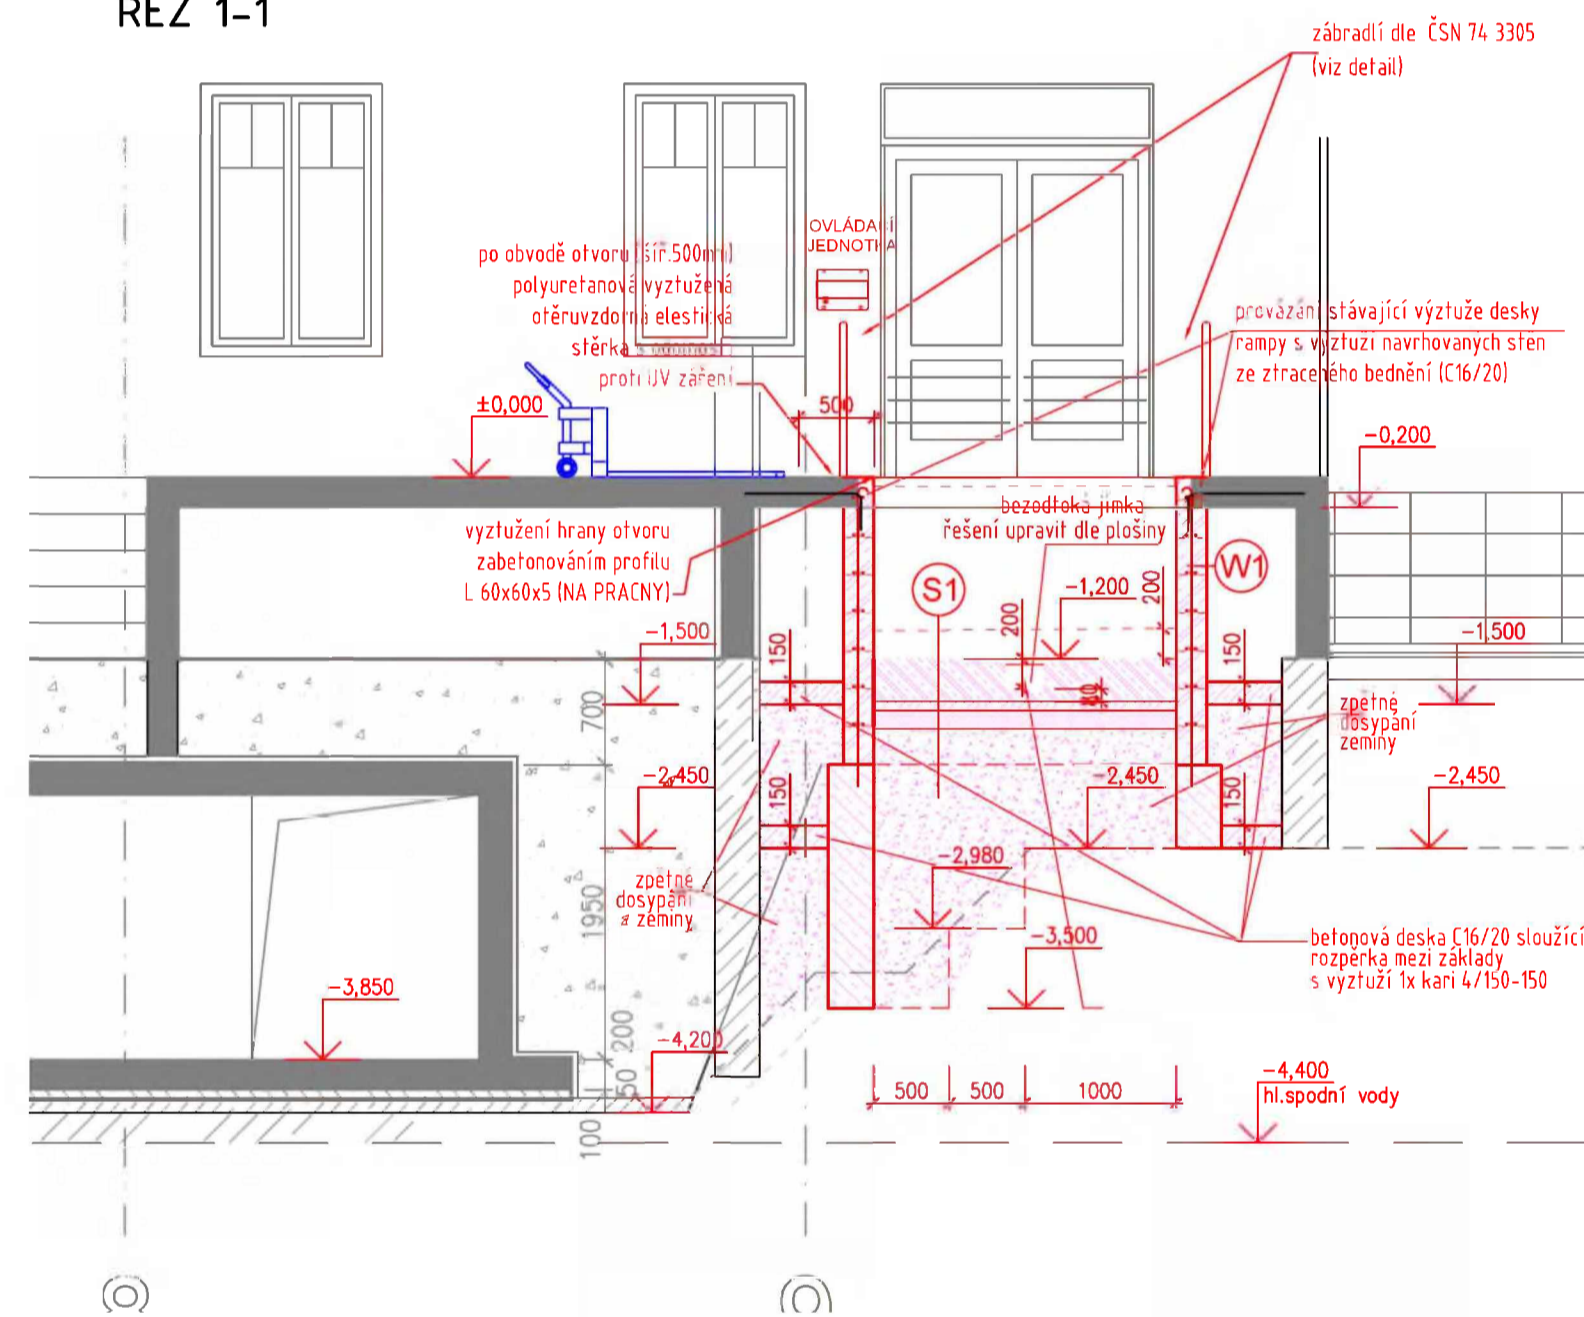 ŘEZ 1-1
zábradlí dle ČSN 74 3305
(viz detail)
OVLÁDACÍ
JEDNOTKA
po obvodě otvoru (šíř.500mm)
polyuretanová vyztužená
otěruvzdorná elestická
stěrka
proti UV záření
provázání stávající výztuže desky
rampy s výztuží navrhovaných stěn
ze ztraceného bednění (C16/20)
±0,000
500
-0,200
bezodtoká jímka
řešení upravit dle plošiny
vyztužení hrany otvoru
zabetonováním profilu
L 60x60x5 (NA PRACNY)
S1
W1
-1,200
200
200
-1,500
150
150
-1,500
700
zpětné
dosypání
zeminy
-2,450
150
-2,450
150
-2,450
-2,980
zpětné
dosypání
zeminy
1950
-3,500
betonová deska C16/20 sloužící
rozpěrka mezi základy
s vyztuží 1x kari 4/150-150
-3,850
200
-4,200
50
500
500
1000
-4,400
hl.spodní vody
100